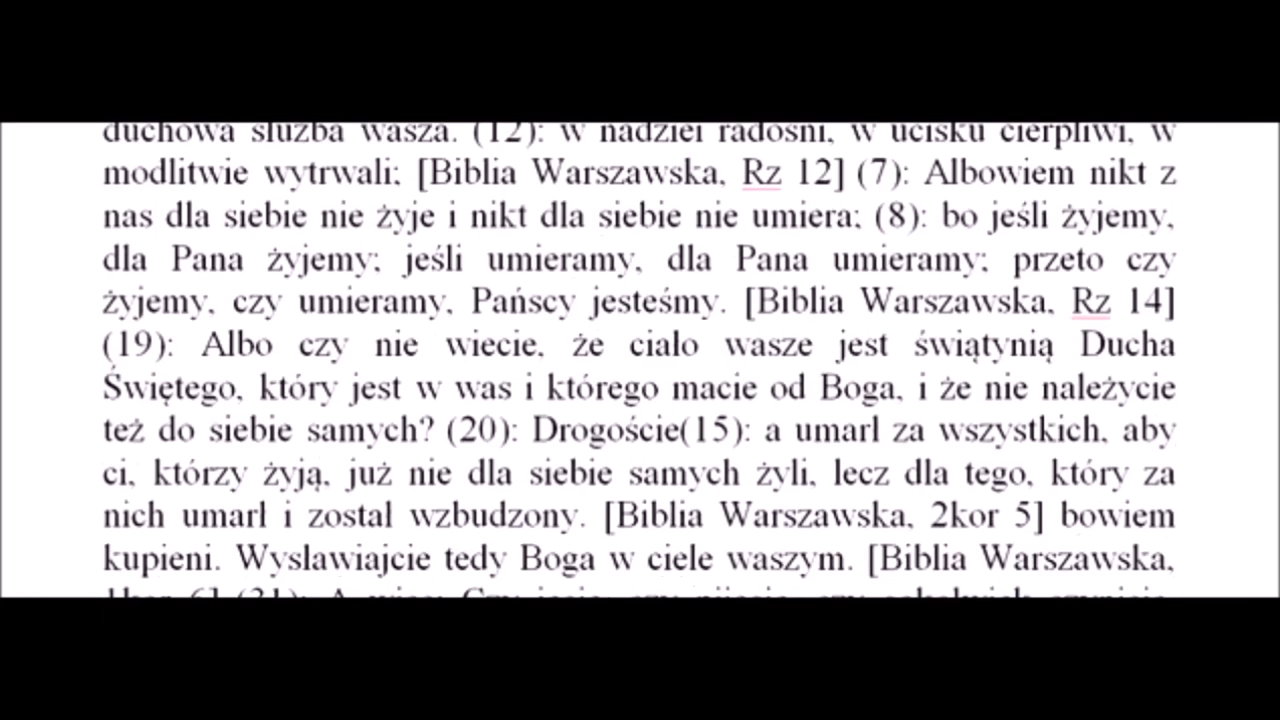 duchowa służba wasza. (12): w nadziei radośni, w ucisku cierpliwi, w
modlitwie wytrwali; [Biblia Warszawska, Rz 12] (7): Albowiem nikt z
nas dla siebie nie żyje i nikt dla siebie nie umiera; (8): bo jeśli żyjemy,
dla Pana żyjemy; jeśli umieramy, dla Pana umieramy; przeto czy
żyjemy, czy umieramy, Pańscy jesteśmy. [Biblia Warszawska, Rz 14]
(19): Albo czy nie wiecie, że ciało wasze jest świątynią Ducha
Świętego, który jest w was i którego macie od Boga, i że nie należycie
też do siebie samych? (20): Drogoście(15): a umarł za wszystkich, aby
ci, którzy żyją, już nie dla siebie samych żyli, lecz dla tego, który za
nich umarł i został wzbudzony. [Biblia Warszawska, 2kor 5] bowiem
kupieni. Wysławiajcie tedy Boga w ciele waszym. [Biblia Warszawska,